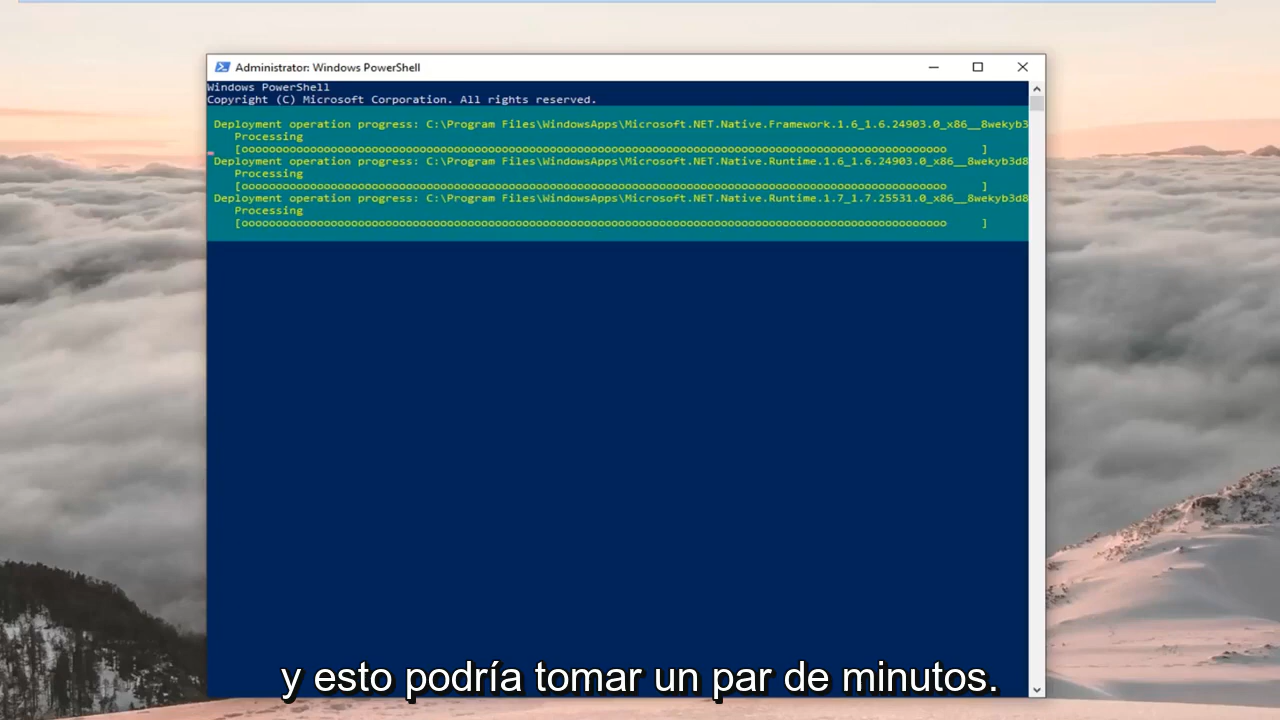 Administrator: Windows PowerShell
Windows PowerShell
Copyright (C) Microsoft Corporation. All rights reserved.
Deployment operation progress: C:\Program Files\WindowsApps\Microsoft.NET.Native.Framework.1.6_1.6.24903.0_x86__8wekyb3
Processing
[ooooooooooooooooooooooooooooooooooooooooooooooooooooooooooooooooooooooooooooooooooooooooooooooooooooooo     ]
Deployment operation progress: C:\Program Files\WindowsApps\Microsoft.NET.Native.Runtime.1.6_1.6.24903.0_x86__8wekyb3d8
Processing
[ooooooooooooooooooooooooooooooooooooooooooooooooooooooooooooooooooooooooooooooooooooooooooooooooooooooo     ]
Deployment operation progress: C:\Program Files\WindowsApps\Microsoft.NET.Native.Runtime.1.7_1.7.25531.0_x86__8wekyb3d8
Processing
[ooooooooooooooooooooooooooooooooooooooooooooooooooooooooooooooooooooooooooooooooooooooooooooooooooooooo     ]
y esto podría tomar un par de minutos.